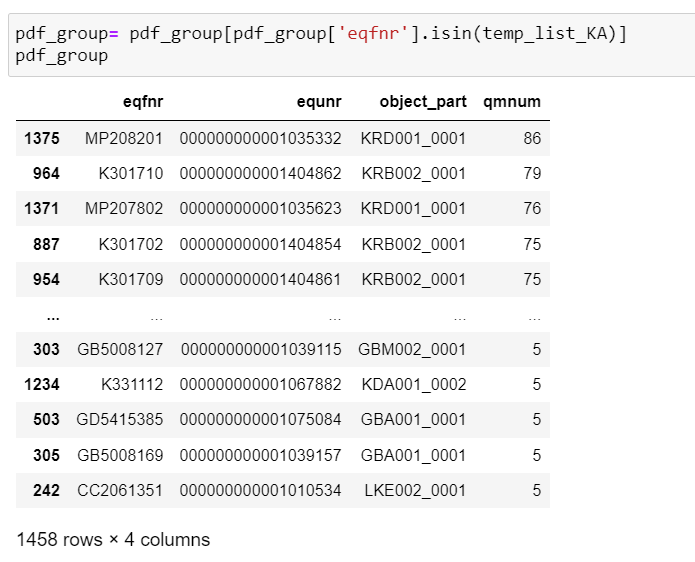 pdf_group= pdf_group[pdf_group['eqfnr'].isin(temp_list_KA)]
pdf_group
eqfnr equnr object_part qmnum
1375 MP208201 000000000001035332 KRD001_0001 86
964 K301710 000000000001404862 KRB002_0001 79
1371 MP207802 000000000001035623 KRD001_0001 76
887 K301702 000000000001404854 KRB002_0001 75
954 K301709 000000000001404861 KRB002_0001 75
... ... ... ... ...
303 GB5008127 000000000001039115 GBM002_0001 5
1234 K331112 000000000001067882 KDA001_0002 5
503 GD5415385 000000000001075084 GBA001_0001 5
305 GB5008169 000000000001039157 GBA001_0001 5
242 CC2061351 000000000001010534 LKE002_0001 5
1458 rows × 4 columns